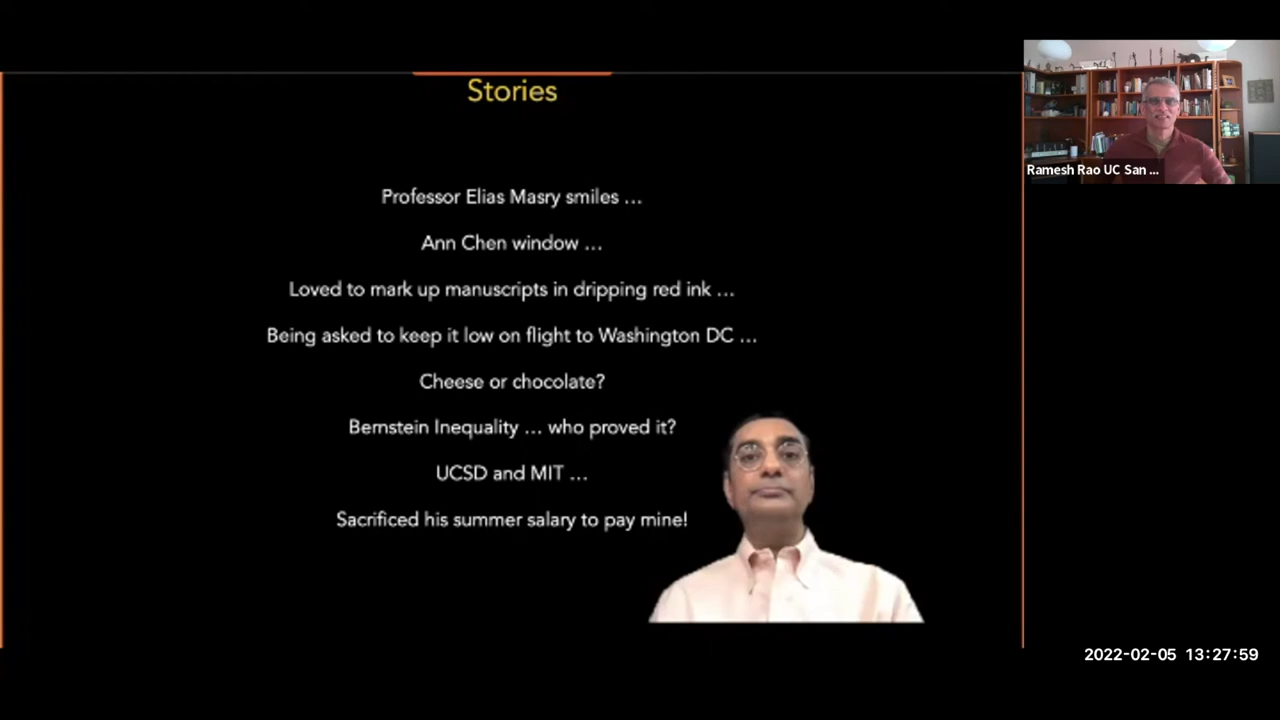 Stories
Professor Elias Masry smiles …
Ann Chen window …
Loved to mark up manuscripts in dripping red ink …
Being asked to keep it low on flight to Washington DC …
Cheese or chocolate?
Bernstein Inequality … who proved it?
UCSD and MIT …
Sacrificed his summer salary to pay mine!
Ramesh Rao UC San ...
2022-02-05 13:27:59